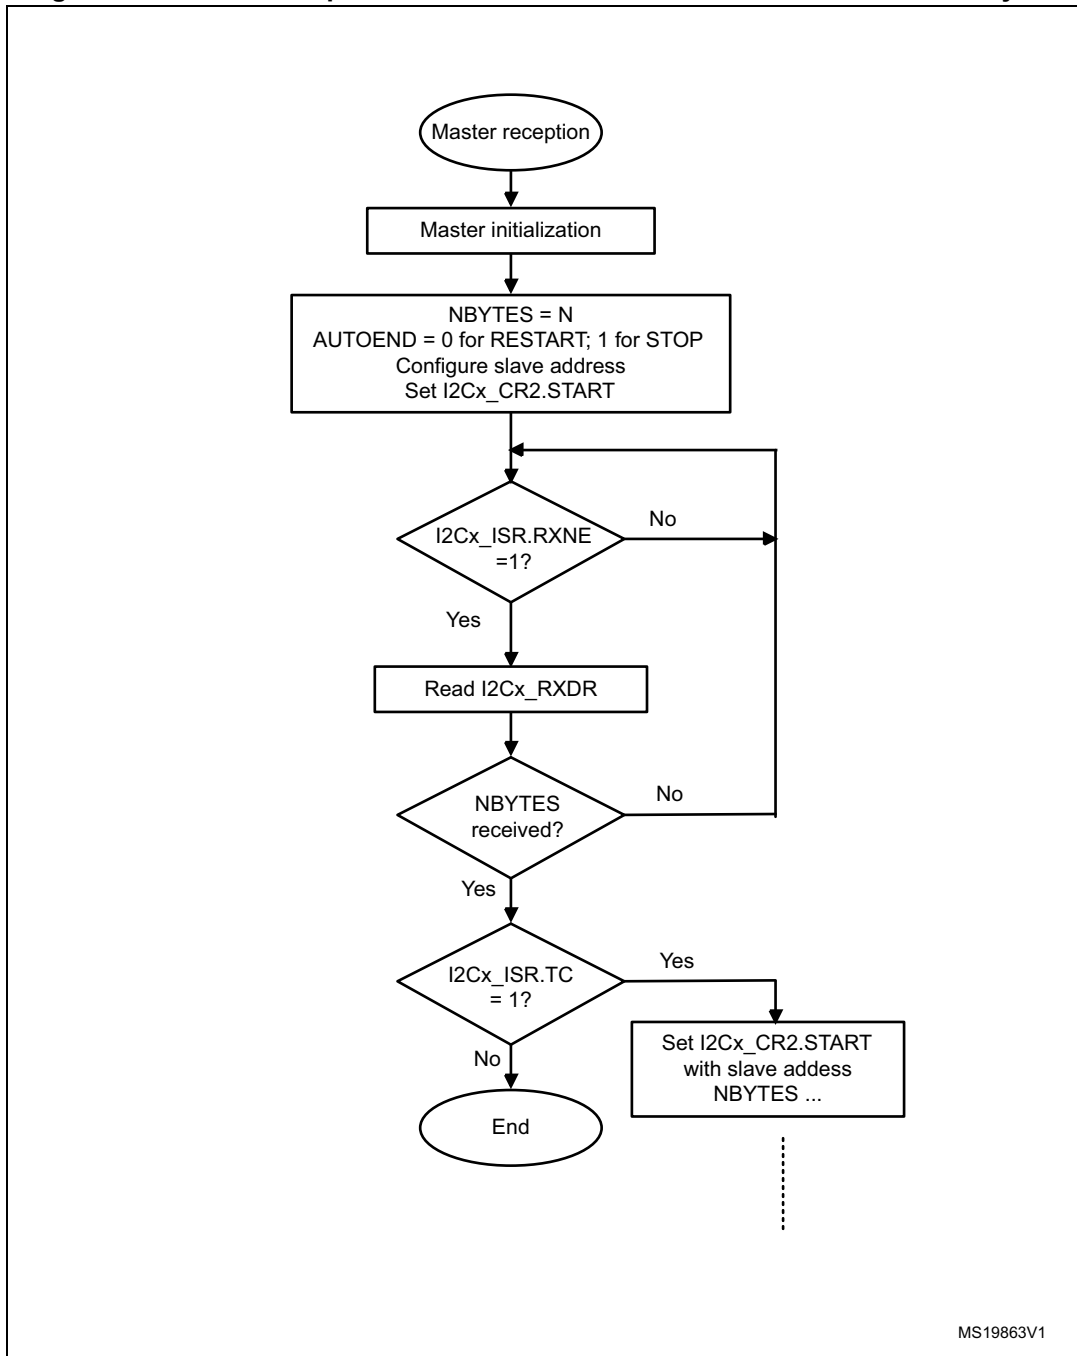 Master reception
Master initialization
NBYTES = N
AUTOEND = 0 for RESTART; 1 for STOP
Configure slave address
Set I2Cx_CR2.START
I2Cx_ISR.RXNE
=1?
No
Yes
Read I2Cx_RXDR
NBYTES
received?
No
Yes
I2Cx_ISR.TC
= 1?
Yes
No
Set I2Cx_CR2.START
with slave addess
NBYTES ...
End
MS19863V1